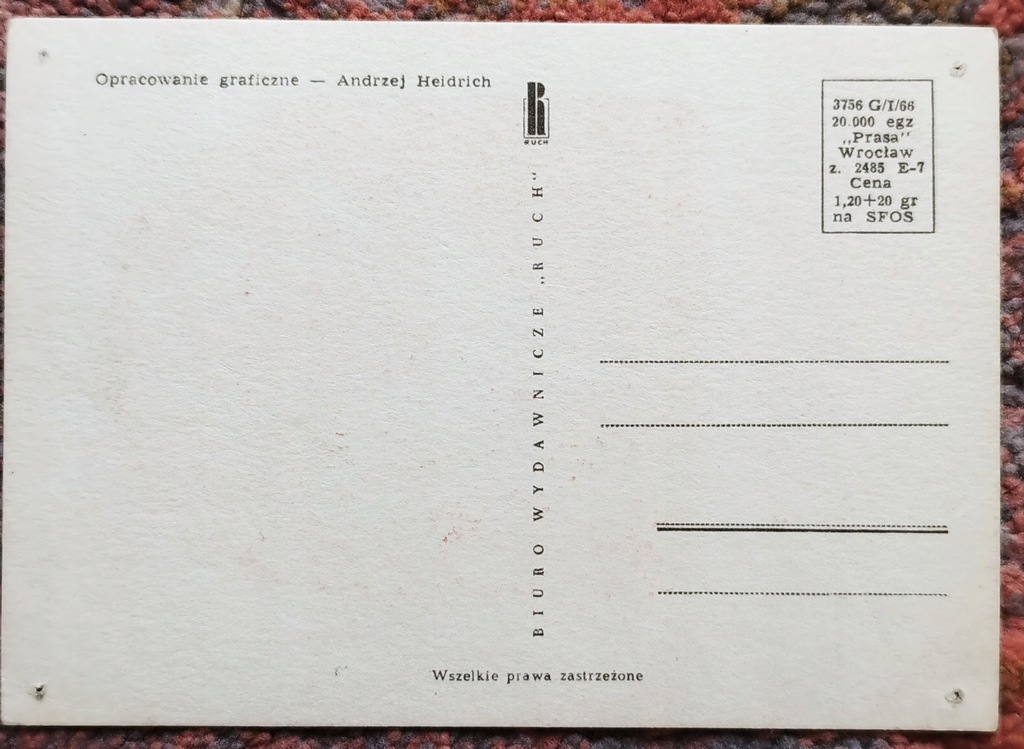 Opracowanie graficzne — Andrzej Heidrich
R
RUCH
3756 G/I/66
20.000 egz
„Prasa"
Wrocław
z. 2485 E-7
Cena
1,20+20 gr
na SFOS
BIURO WYDAWNICZE „RUCH"
Wszelkie prawa zastrzeżone